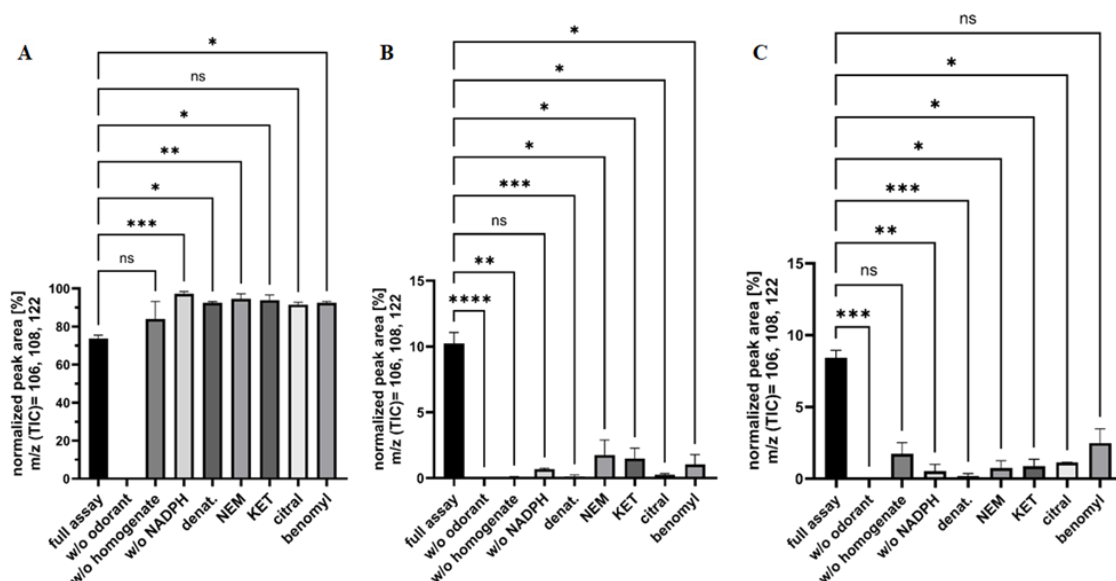 A
*
ns
*
**
*
***
ns
normalized peak area [%]
m/z (TIC)= 106, 108, 122
100
80
60
40
20
0
full assay
w/o odorant
w/o homogenate
w/o NADPH
denat.
NEM
KET
citral
benomyl
B
*
*
*
*
***
ns
**
****
normalized peak area [%]
m/z (TIC)= 106, 108, 122
15
10
5
0
full assay
w/o odorant
w/o homogenate
w/o NADPH
denat.
NEM
KET
citral
benomyl
C
ns
*
*
*
***
**
ns
***
normalized peak area [%]
m/z (TIC)= 106, 108, 122
15
10
5
0
full assay
w/o odorant
w/o homogenate
w/o NADPH
denat.
NEM
KET
citral
benomyl